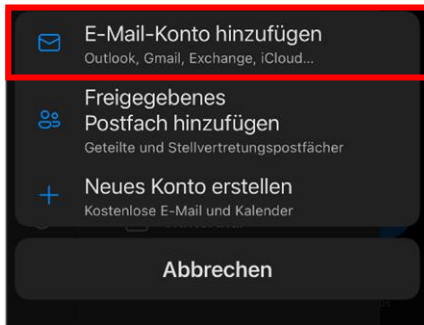 E-Mail-Konto hinzufügen
Outlook, Gmail, Exchange, iCloud...
Freigegebenes
Postfach hinzufügen
Geteilte und Stellvertretungspostfächer
Neues Konto erstellen
Kostenlose E-Mail und Kalender
Abbrechen